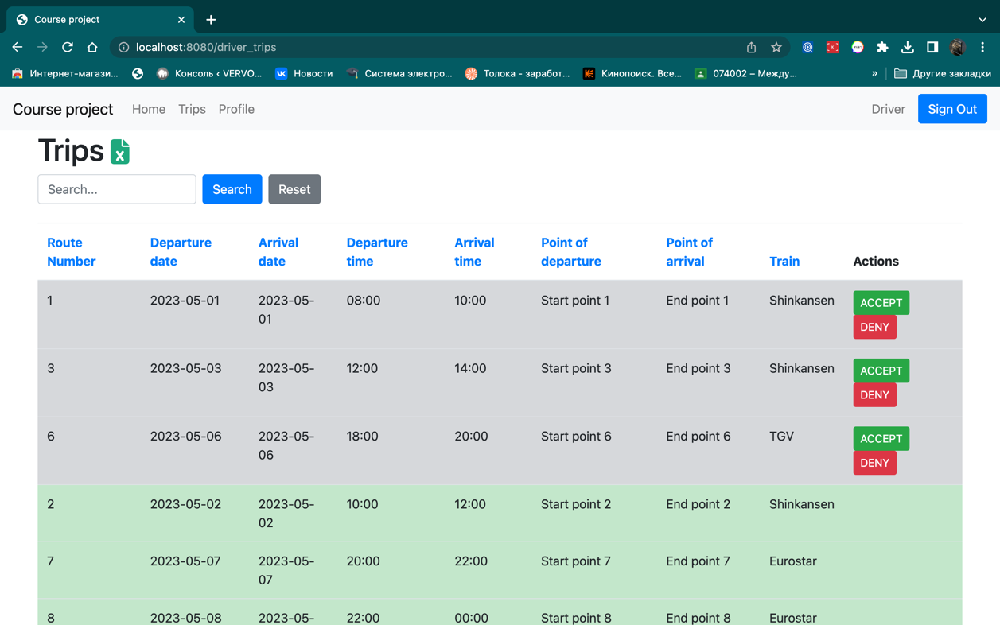 Course project
localhost:8080/driver_trips
Интернет-магази... Консоль ‹ VERVO... Новости Система электро... Толока - заработ... Кинопоиск. Все... 074002 – Между... » Другие закладки
Course project Home Trips Profile Driver Sign Out
Trips
Search... Search Reset
Route Departure Arrival Departure Arrival Point of Point of
Number date date time time departure arrival Train Actions
1 2023-05-01 2023-05- 08:00 10:00 Start point 1 End point 1 Shinkansen ACCEPT
01 DENY
3 2023-05-03 2023-05- 12:00 14:00 Start point 3 End point 3 Shinkansen ACCEPT
03 DENY
6 2023-05-06 2023-05- 18:00 20:00 Start point 6 End point 6 TGV ACCEPT
06 DENY
2 2023-05-02 2023-05- 10:00 12:00 Start point 2 End point 2 Shinkansen
02
7 2023-05-07 2023-05- 20:00 22:00 Start point 7 End point 7 Eurostar
07
8 2023-05-08 2023-05- 22:00 00:00 Start point 8 End point 8 Eurostar